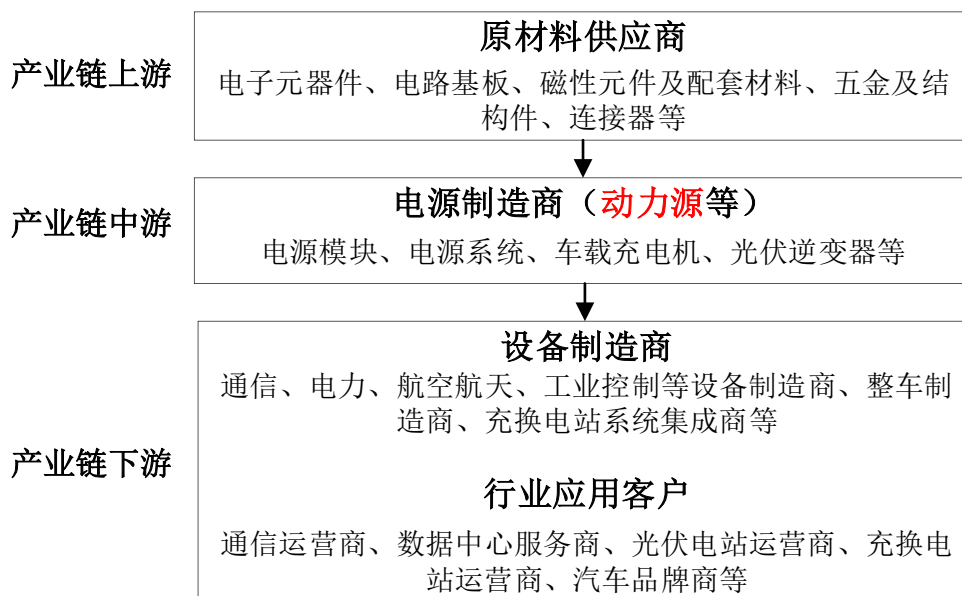 原材料供应商
产业链上游
电子元器件、电路基板、磁性元件及配套材料、五金及结
构件、连接器等
电源制造商（动力源等）
产业链中游
电源模块、电源系统、车载充电机、光伏逆变器等
设备制造商
通信、电力、航空航天、工业控制等设备制造商、整车制
造商、充换电站系统集成商等
产业链下游
行业应用客户
通信运营商、数据中心服务商、光伏电站运营商、充换电
站运营商、汽车品牌商等